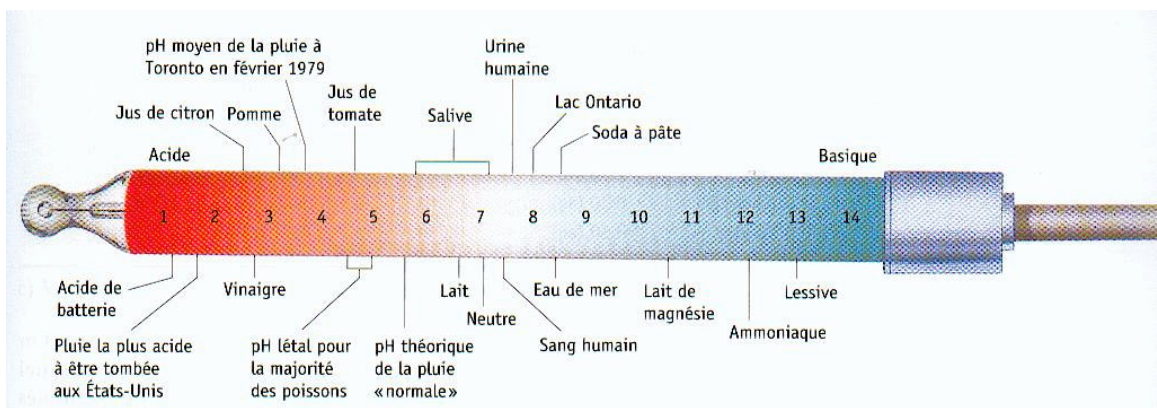 pH moyen de la pluie à
Toronto en février 1979
Urine
humaine
Jus de citron
Pomme
Jus de
tomate
Salive
Lac Ontario
Soda à pâte
Acide
Basique
1 2 3 4 5 6 7 8 9 10 11 12 13 14
Acide de
batterie
Vinaigre
Lait
Neutre
Eau de mer
Lait de
magnésie
Lessive
Ammoniaque
Pluie la plus acide
à être tombée
aux États-Unis
pH létal pour
la majorité
des poissons
pH théorique
de la pluie
«normale»
Sang humain